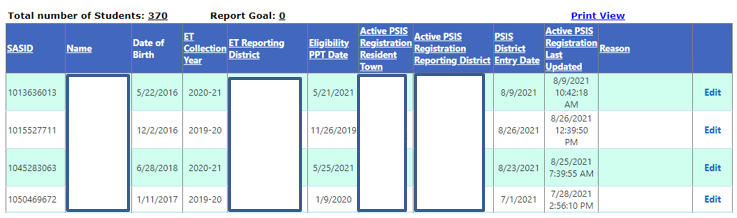 Total number of Students: 370 Report Goal: 0 Print View
SASID Name Date of Birth ET Collection Year ET Reporting District Eligibility PPT Date Active PSIS Registration Resident Town Active PSIS Registration Reporting District PSIS District Entry Date Active PSIS Registration Last Updated Reason
1013636013 5/22/2016 2020-21 5/21/2021 8/9/2021 8/9/2021 10:42:18 AM Edit
1015527711 12/2/2016 2019-20 11/26/2019 8/26/2021 8/26/2021 12:39:50 PM Edit
1045283063 6/28/2018 2020-21 5/25/2021 8/23/2021 8/25/2021 7:39:55 AM Edit
1050469672 1/11/2017 2019-20 1/9/2020 7/1/2021 7/28/2021 2:56:10 PM Edit